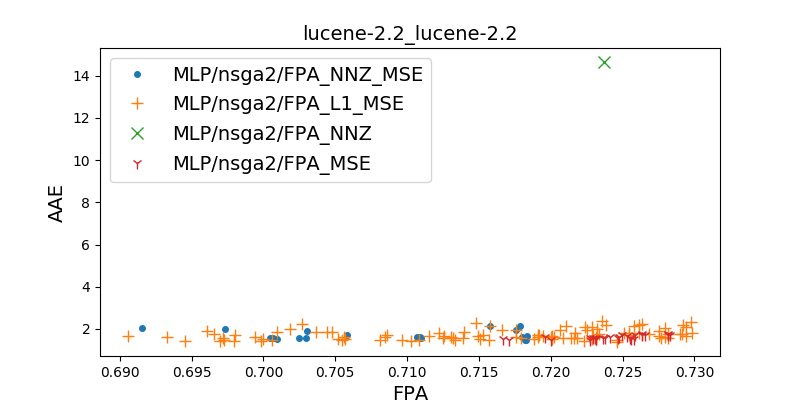 lucene-2.2_lucene-2.2
MLP/nsga2/FPA_NNZ_MSE
MLP/nsga2/FPA_L1_MSE
MLP/nsga2/FPA_NNZ
MLP/nsga2/FPA_MSE
AAE
14
12
10
8
6
4
2
0.690 0.695 0.700 0.705 0.710 0.715 0.720 0.725 0.730
FPA